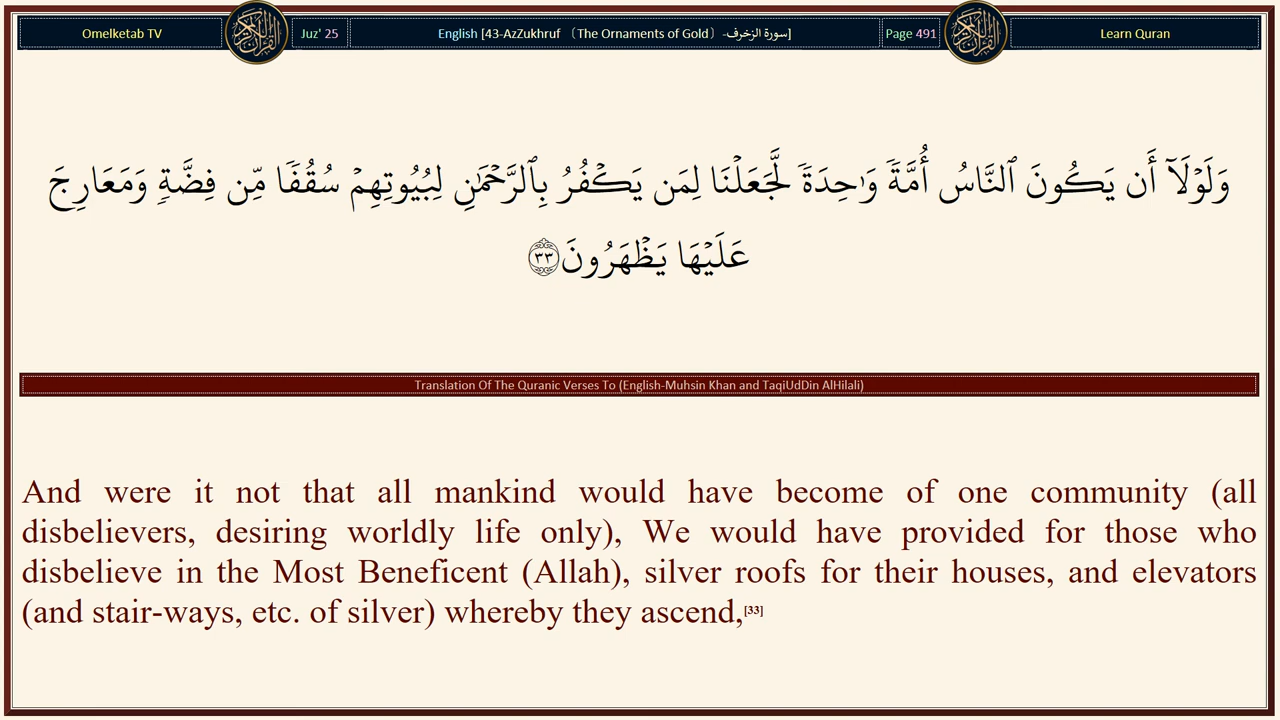 Omelketab TV
Juz' 25
English [43-AzZukhruf 〔The Ornaments of Gold〕 -سورة الزخرف]
Page 491
Learn Quran
وَلَوۡلَآ أَن يَكُونَ ٱلنَّاسُ أُمَّةٗ وَٰحِدَةٗ لَّجَعَلۡنَا لِمَن يَكۡفُرُ بِٱلرَّحۡمَٰنِ لِبُيُوتِهِمۡ سُقُفٗا مِّن فِضَّةٖ وَمَعَارِجَ
عَلَيۡهَا يَظۡهَرُونَ ٣٣
Translation Of The Quranic Verses To (English-Muhsin Khan and TaqiUdDin AlHilali)
And were it not that all mankind would have become of one community (all
disbelievers, desiring worldly life only), We would have provided for those who
disbelieve in the Most Beneficent (Allah), silver roofs for their houses, and elevators
(and stair-ways, etc. of silver) whereby they ascend,[33]